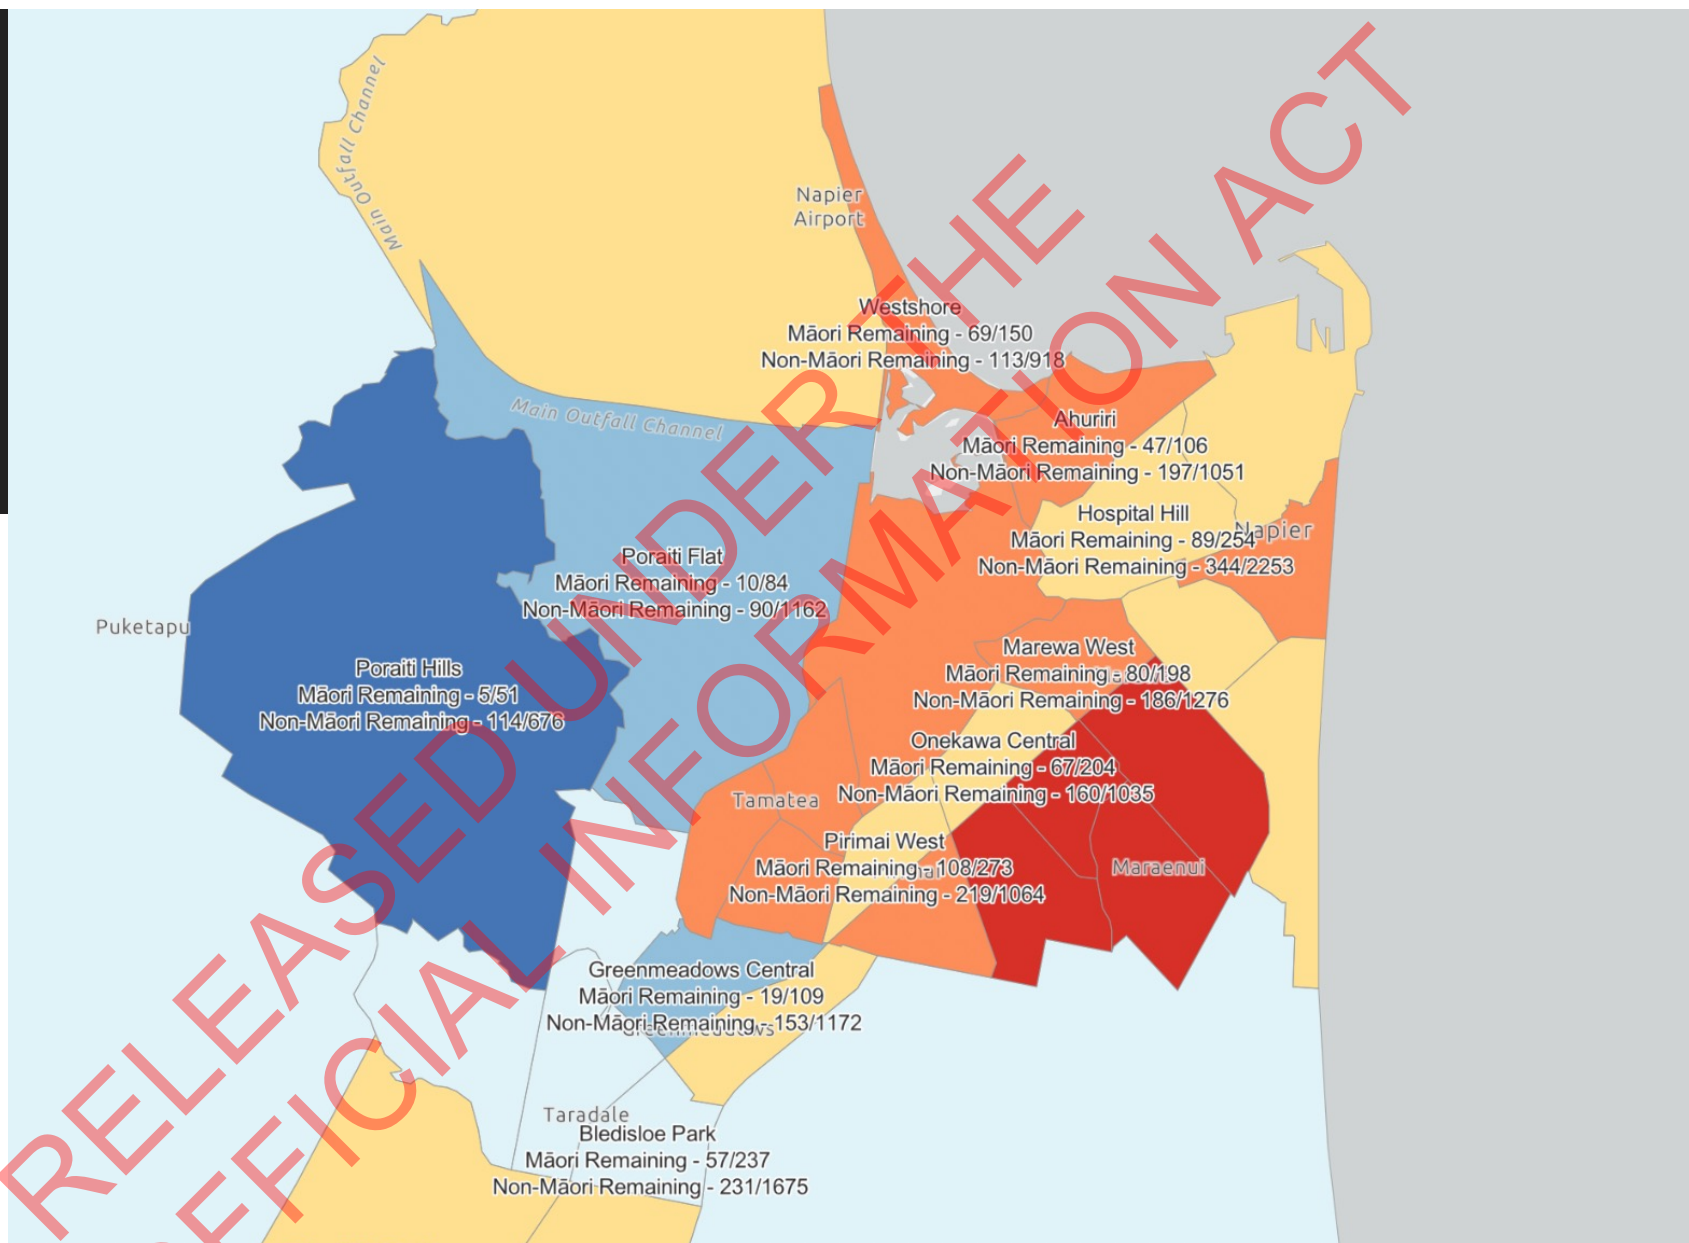 Main Outfall Channel
Main Outfall Channel
Napier
Airport
Westshore
Māori Remaining - 69/150
Non-Māori Remaining - 113/918
Main Outfall Channel
Ahuriri
Māori Remaining - 47/106
Non-Māori Remaining - 197/1051
Hospital Hill
Māori Remaining - 89/254
Non-Māori Remaining - 344/2253
Napier
Poraiti Flat
Māori Remaining - 10/84
Non-Māori Remaining - 90/1162
Puketapu
Poraiti Hills
Māori Remaining - 5/51
Non-Māori Remaining - 114/676
Marewa West
Māori Remaining - 80/198
Non-Māori Remaining - 186/1276
Onekawa Central
Māori Remaining - 67/204
Non-Māori Remaining - 160/1035
Tamatea
Pirimai West
Māori Remaining - 108/273
Non-Māori Remaining - 219/1064
Maraenui
Greenmeadows Central
Māori Remaining - 19/109
Non-Māori Remaining - 153/1172
Greenmeadows
Taradale
Bledisloe Park
Māori Remaining - 57/237
Non-Māori Remaining - 231/1675
RELEASED UNDER THE
OFFICIAL INFORMATION ACT